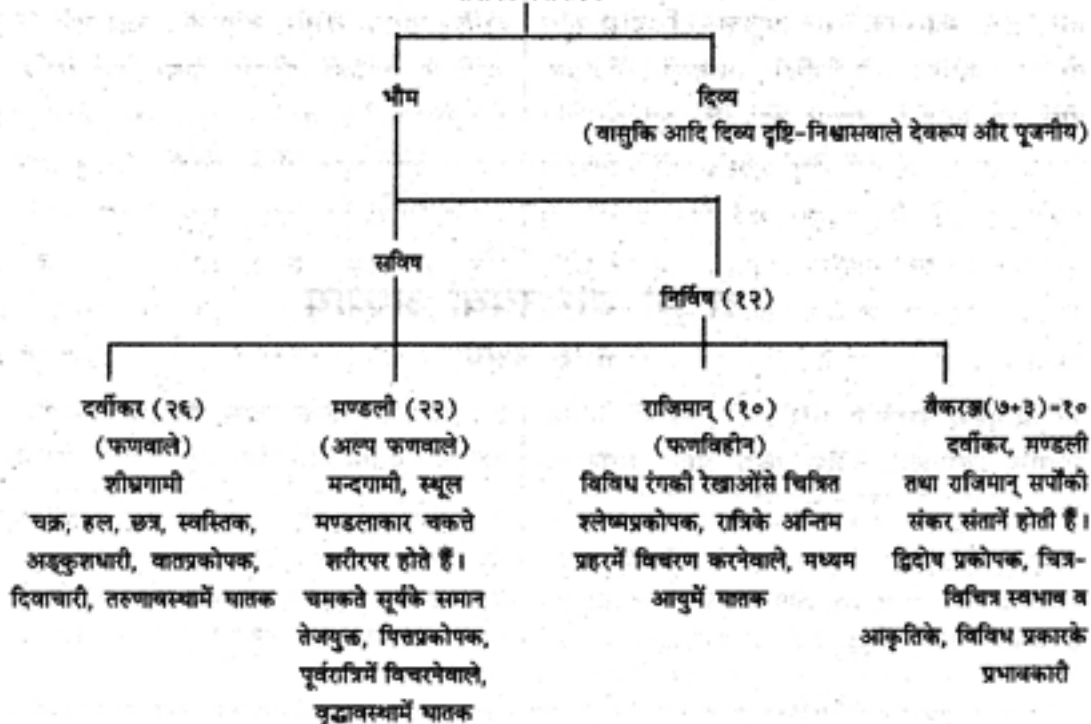 भौम
दिव्य
(वासुकि आदि दिव्य दृष्टि-निश्वासवाले देवरूप और पूजनीय)
सविष
निर्विष (१२)
दर्वीकर (२६)
(फणवाले)
शीघ्रगामी
चक्र, हल, छत्र, स्वस्तिक,
अङ्कुशधारी, वातप्रकोपक,
दिवाचारी, तरुणावस्थामें घातक
मण्डली (२२)
(अल्प फणवाले)
मन्दगामी, स्थूल
मण्डलाकार चकत्ते
शरीरपर होते हैं।
चमकते सूर्यके समान
तेजयुक्त, पित्तप्रकोपक,
पूर्वरात्रिमें विचरनेवाले,
वृद्धावस्थामें घातक
राजिमान् (१०)
(फणविहीन)
विविध रंगकी रेखाओंसे चित्रित
श्लेष्मप्रकोपक, रात्रिके अन्तिम
प्रहरमें विचरण करनेवाले, मध्यम
आयुमें घातक
वैकरञ्ज(७+३)=१०
दर्वीकर, मण्डली
तथा राजिमान् सर्पोंकी
संकर संतानें होती हैं।
द्विदोष प्रकोपक, चित्र-
विचित्र स्वभाव व
आकृतिके, विविध प्रकारके
प्रभावकारी